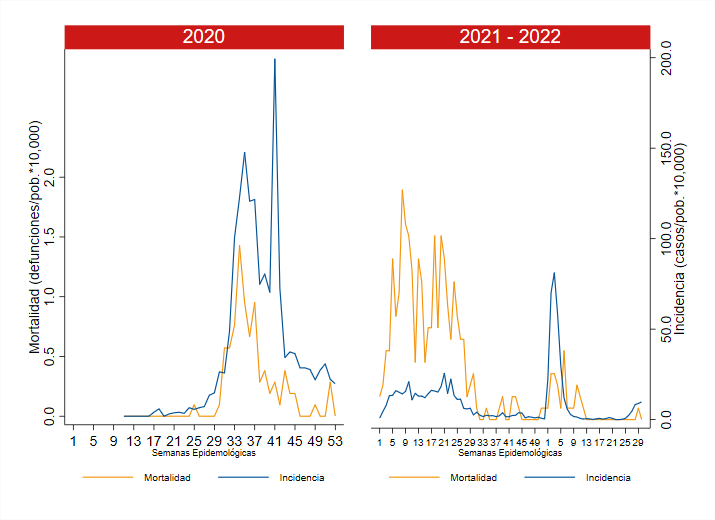 2020
2021 - 2022
Mortalidad (defunciones/pob.*10,000)
0.0 0.5 1.0 1.5 2.0
1 5 9 13 17 21 25 29 33 37 41 45 49 53
Semanas Epidemológicas
Mortalidad Incidencia
0.0 50.0 100.0 150.0 200.0
Incidencia (casos/pob.*10,000)
1 5 9 13 17 21 25 29 33 37 41 45 49 1 5 9 13 17 21 25 29
Semanas Epidemológicas
Mortalidad Incidencia